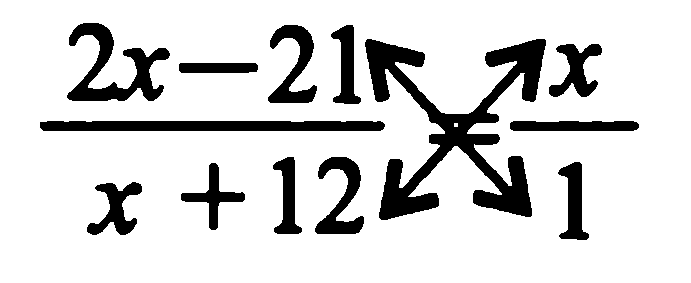 2x−21 = x
x + 12 1